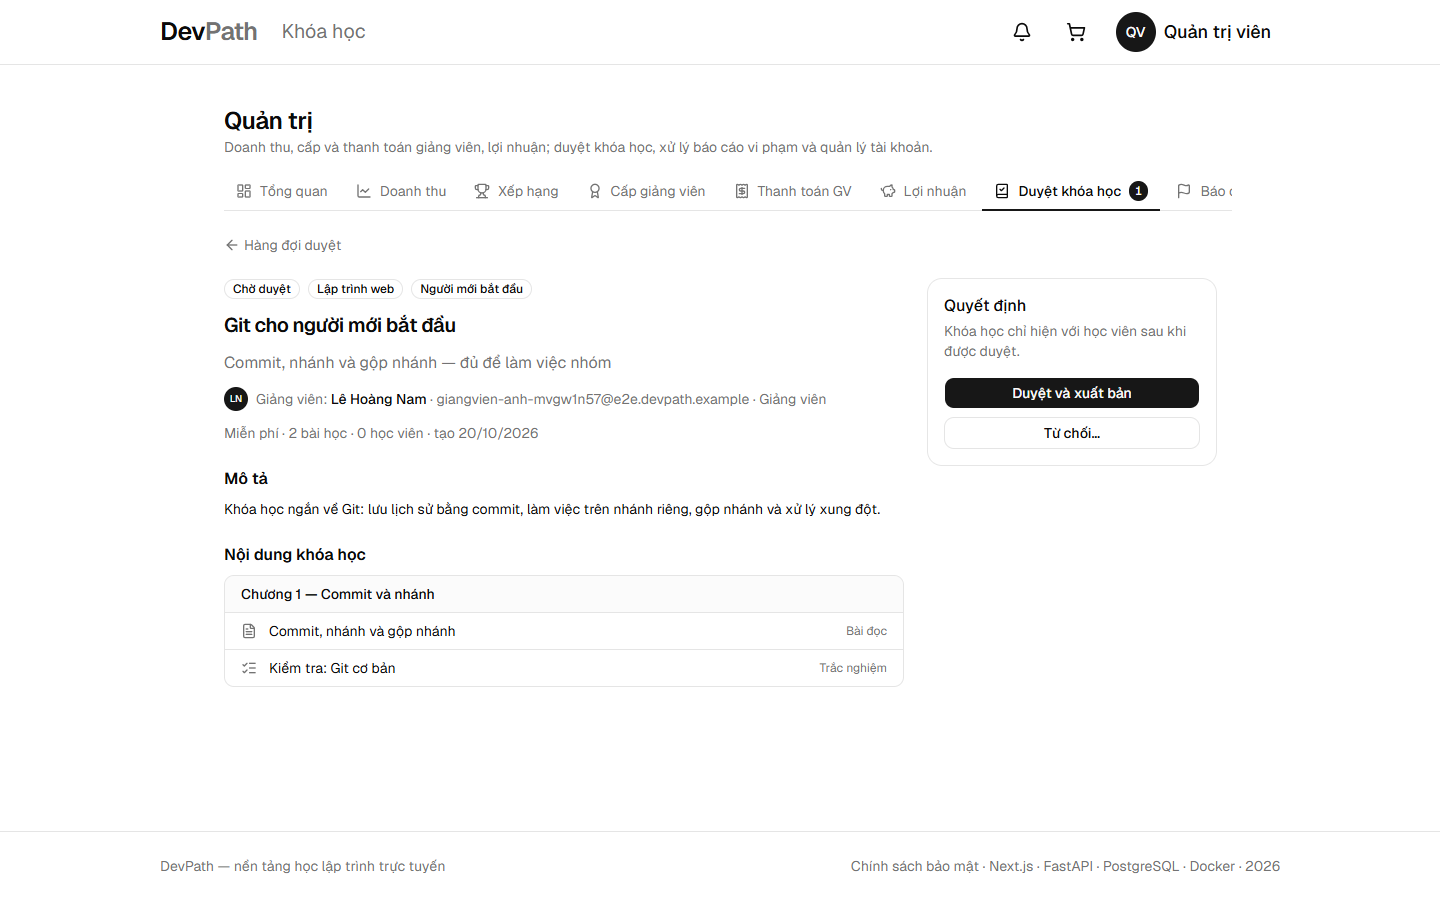 DevPath Khóa học QV Quản trị viên
Quản trị
Doanh thu, cấp và thanh toán giảng viên, lợi nhuận; duyệt khóa học, xử lý báo cáo vi phạm và quản lý tài khoản.
Tổng quan Doanh thu Xếp hạng Cấp giảng viên Thanh toán GV Lợi nhuận Duyệt khóa học 1 Báo c
Hàng đợi duyệt
Chờ duyệt Lập trình web Người mới bắt đầu
Git cho người mới bắt đầu
Commit, nhánh và gộp nhánh — đủ để làm việc nhóm
LN Giảng viên: Lê Hoàng Nam · giangvien-anh-mvgw1n57@e2e.devpath.example · Giảng viên
Miễn phí · 2 bài học · 0 học viên · tạo 20/10/2026
Mô tả
Khóa học ngắn về Git: lưu lịch sử bằng commit, làm việc trên nhánh riêng, gộp nhánh và xử lý xung đột.
Nội dung khóa học
Chương 1 — Commit và nhánh
Commit, nhánh và gộp nhánh Bài đọc
Kiểm tra: Git cơ bản Trắc nghiệm
Quyết định
Khóa học chỉ hiện với học viên sau khi
được duyệt.
Duyệt và xuất bản
Từ chối...
DevPath — nền tảng học lập trình trực tuyến
Chính sách bảo mật · Next.js · FastAPI · PostgreSQL · Docker · 2026